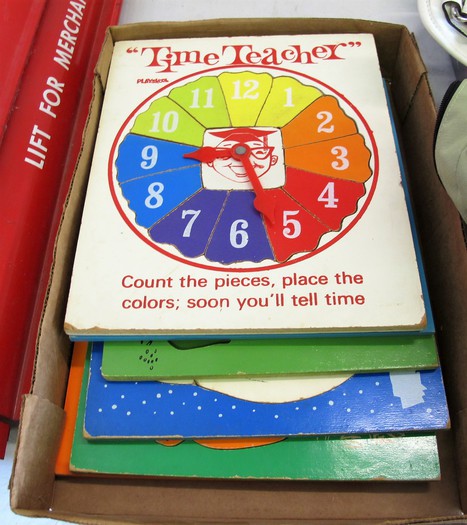 LIFT FOR MERCHA
"Time Teacher"
PLAYSKOOL
12
11
1
10
2
9
3
8
4
7
6
5
Count the pieces, place the
colors; soon you'll tell time